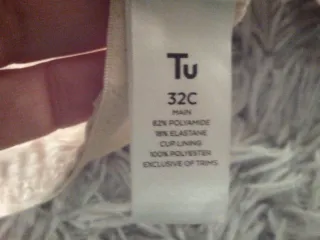 Tu
32C
MAIN
82% POLYAMIDE
18% ELASTANE
CUP LINING
100% POLYESTER
EXCLUSIVE OF TRIMS